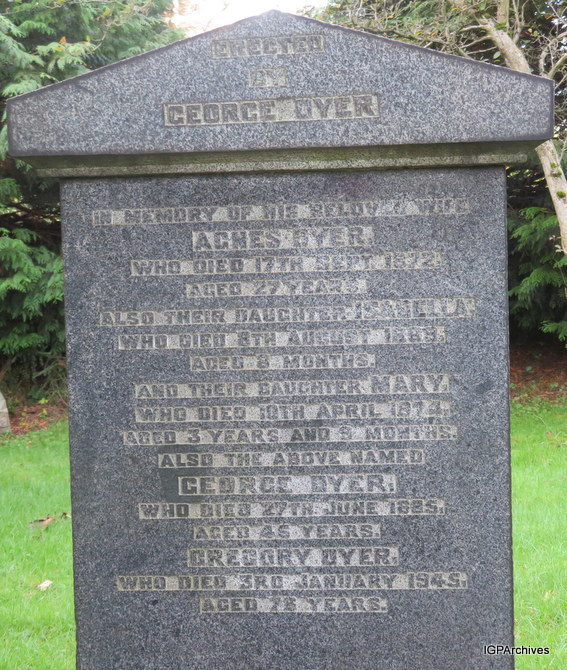 ERECTED
BY
GEORGE DYER
IN MEMORY OF HIS BELOVED WIFE
AGNES DYER,
WHO DIED 17TH SEPT 1872,
AGED 27 YEARS.
ALSO THEIR DAUGHTER ISABELLA,
WHO DIED 8TH AUGUST
AGED 8 MONTHS.
AND THEIR DAUGHTER MARY,
WHO DIED 10TH APRIL
AGED 3 YEARS AND MONTHS.
ALSO THE ABOVE NAMED
GEORGE DYER,
WHO DIED 27TH JUNE 1885,
AGED YEARS.
GREGORY DYER,
WHO DIED 3RD JANUARY 1945,
AGED YEARS.
IGPArchives